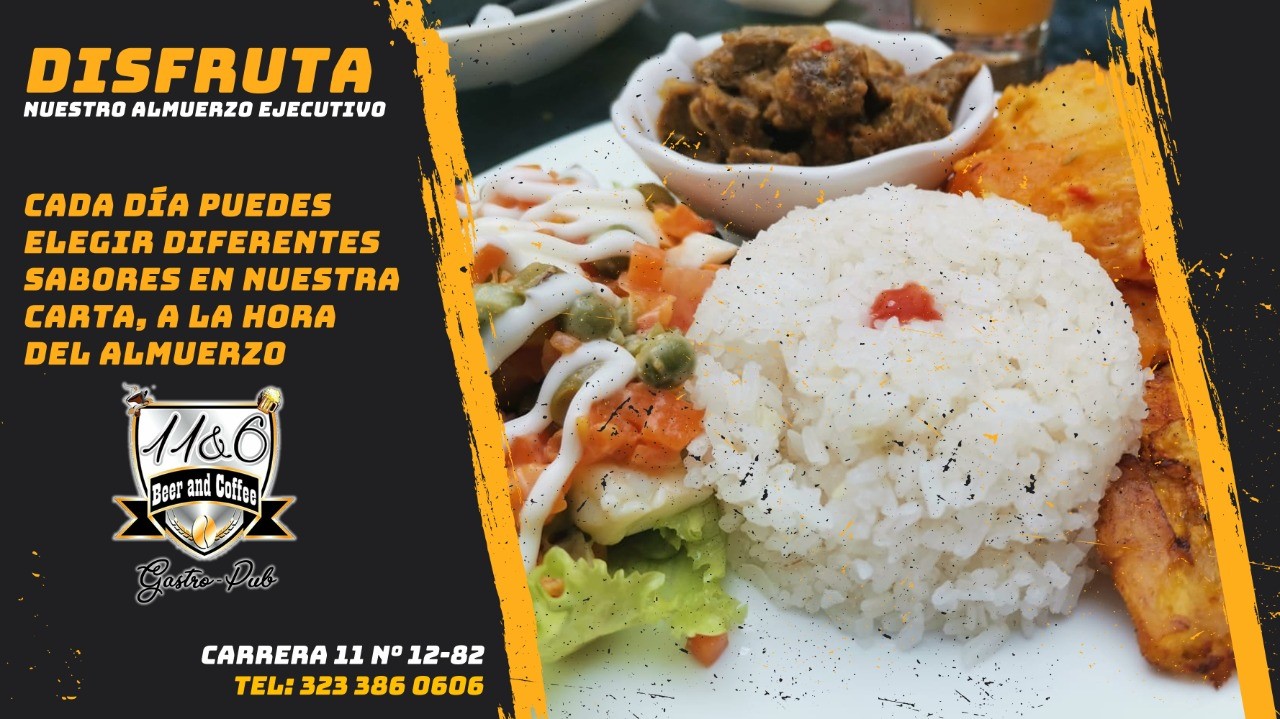 DISFRUTA
NUESTRO ALMUERZO EJECUTIVO
CADA DÍA PUEDES
ELEGIR DIFERENTES
SABORES EN NUESTRA
CARTA, A LA HORA
DEL ALMUERZO
11&6
Beer and Coffee
Gastro-Pub
CARRERA 11 Nº 12-82
TEL: 323 386 0606